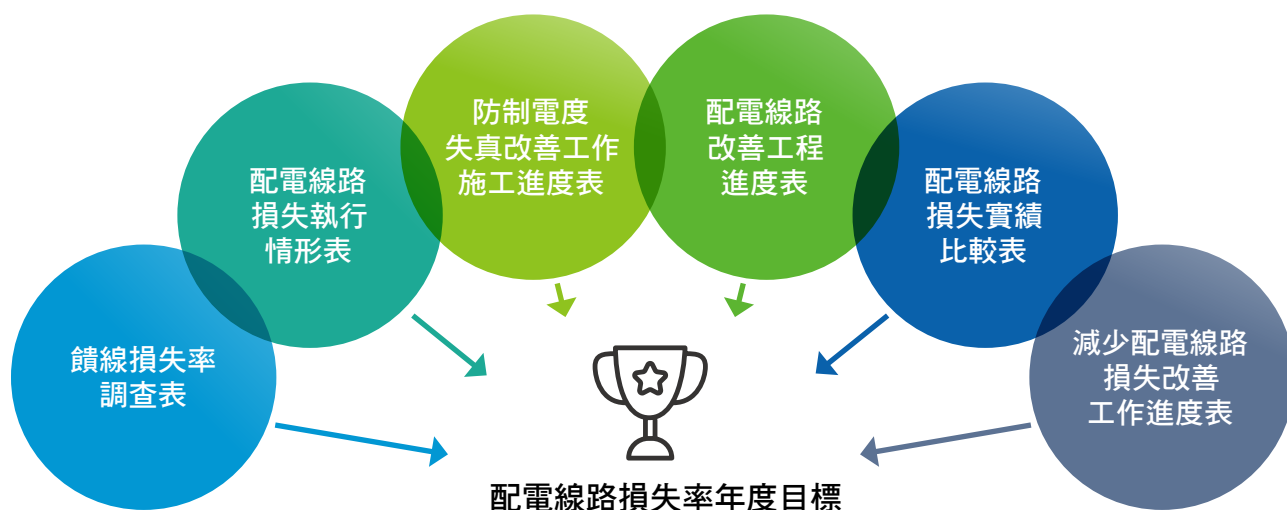 饋線損失率
調查表
配電線路
損失執行
情形表
防制電度
失真改善工作
施工進度表
配電線路
改善工程
進度表
配電線路
損失實績
比較表
減少配電線路
損失改善
工作進度表
配電線路損失率年度目標